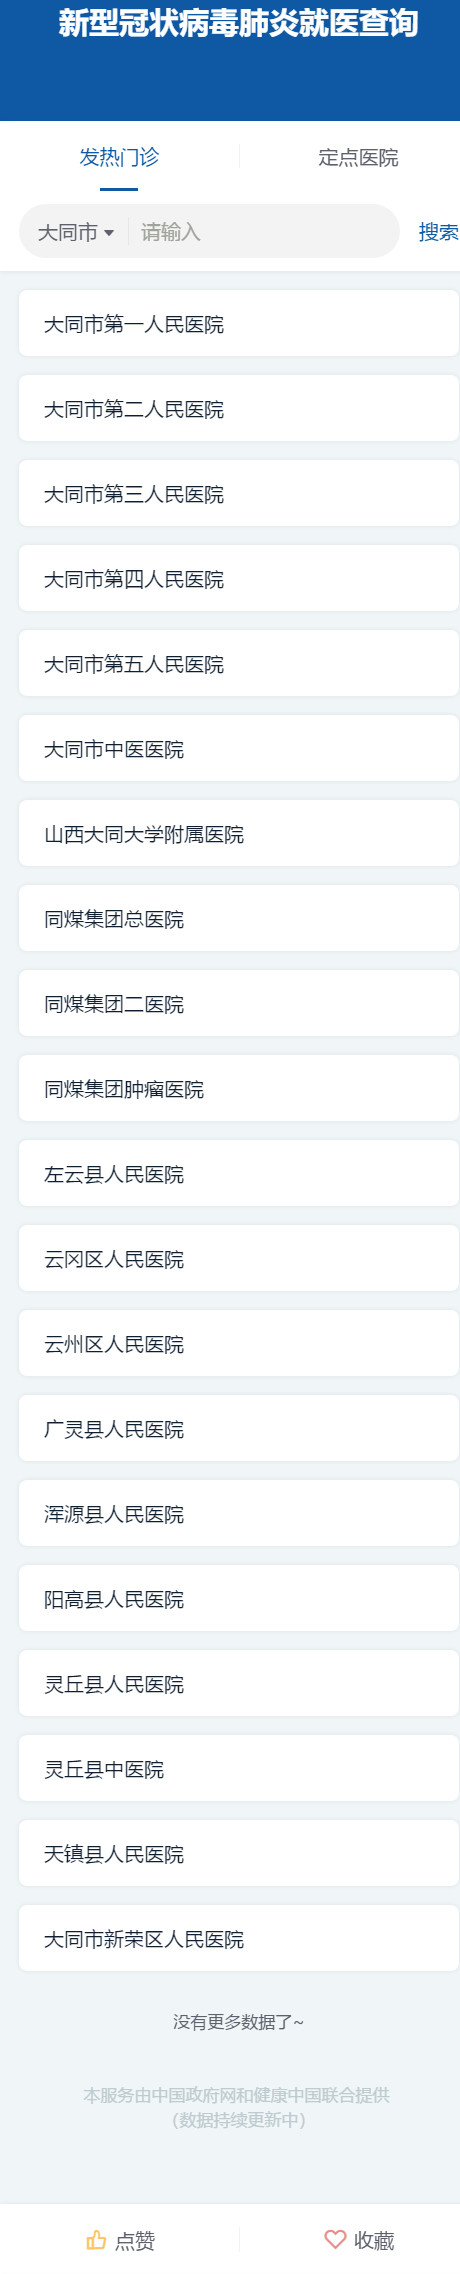 新型冠状病毒肺炎就医查询
发热门诊
定点医院
大同市 请输入 搜索
大同市第一人民医院
大同市第二人民医院
大同市第三人民医院
大同市第四人民医院
大同市第五人民医院
大同市中医医院
山西大同大学附属医院
同煤集团总医院
同煤集团二医院
同煤集团肿瘤医院
左云县人民医院
云冈区人民医院
云州区人民医院
广灵县人民医院
浑源县人民医院
阳高县人民医院
灵丘县人民医院
灵丘县中医院
天镇县人民医院
大同市新荣区人民医院
没有更多数据了~
本服务由中国政府网和健康中国联合提供
（数据持续更新中）
点赞
收藏